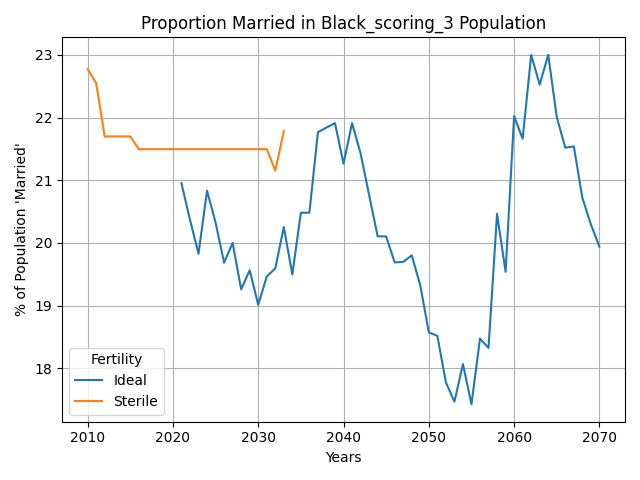 Proportion Married in Black_scoring_3 Population
% of Population 'Married'
23
22
21
20
19
18
Fertility
Ideal
Sterile
2010 2020 2030 2040 2050 2060 2070
Years